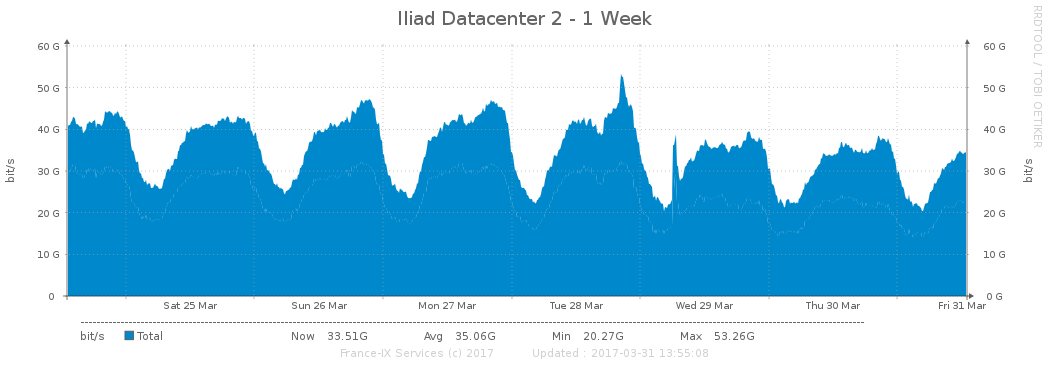 Iliad Datacenter 2 - 1 Week
RRDTOOL / TOBI OETIKER
60 G 60 G
50 G 50 G
40 G 40 G
30 G 30 G
20 G 20 G
10 G 10 G
0 0 G
bit/s bit/s
Sat 25 Mar Sun 26 Mar Mon 27 Mar Tue 28 Mar Wed 29 Mar Thu 30 Mar Fri 31 Mar
bit/s Total Now 33.51G Avg 35.06G Min 20.27G Max 53.26G
France-IX Services (c) 2017 Updated : 2017-03-31 13:55:08